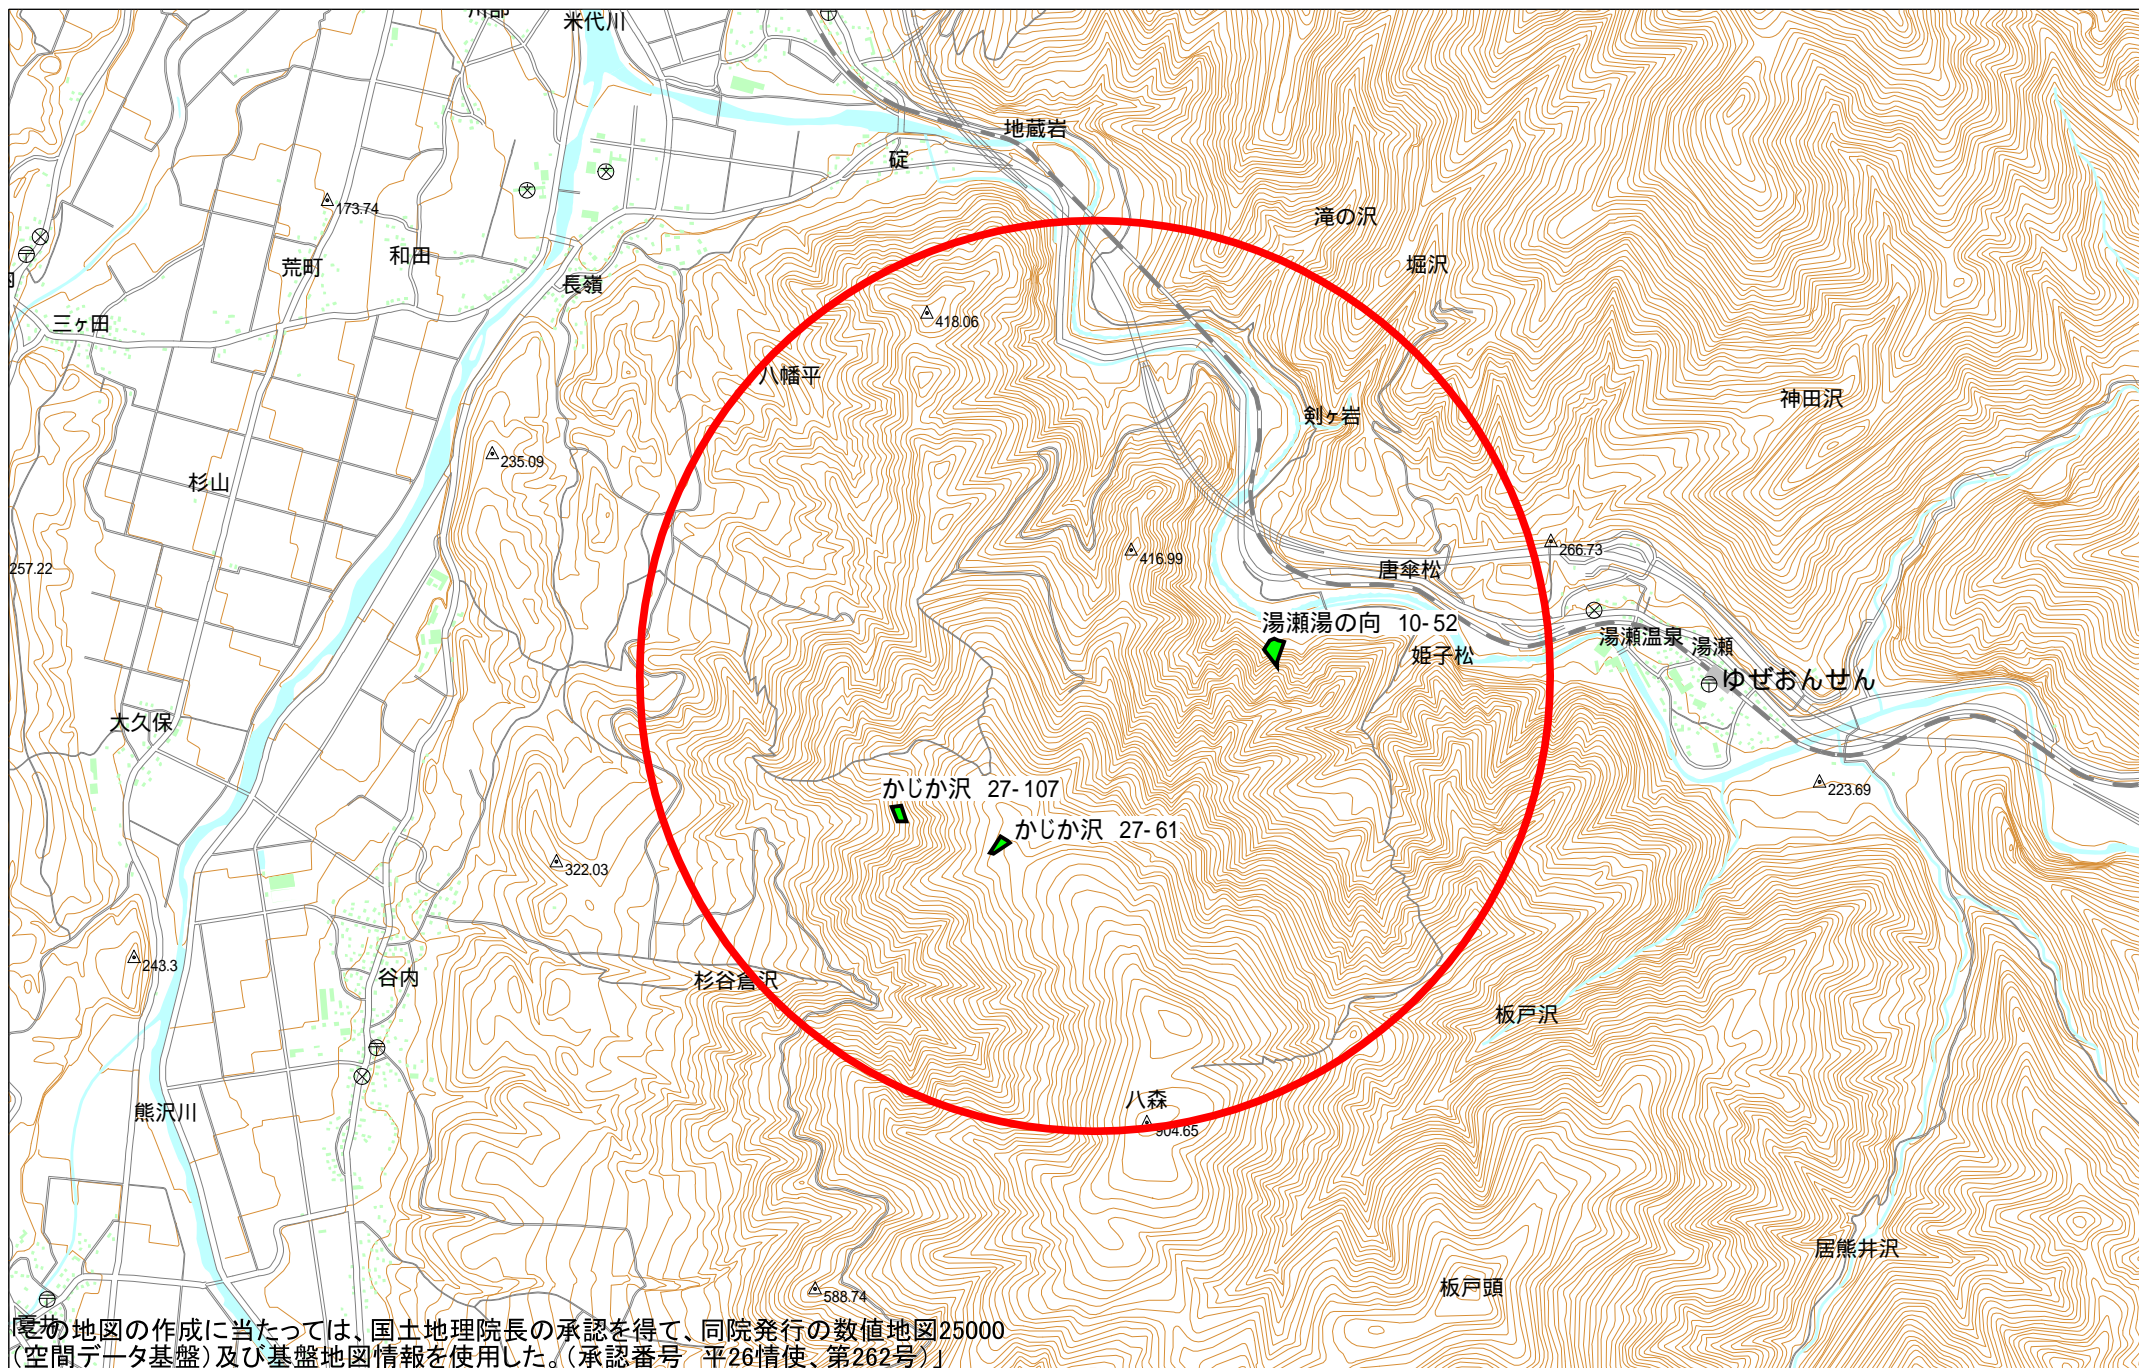 米代川
地蔵岩
碇
173.74
滝の沢
和田
荒町
堀沢
長嶺
三ヶ田
418.06
八幡平
神田沢
剣ヶ岩
235.09
杉山
416.99
266.73
257.22
唐傘松
湯瀬湯の向 10-52
湯瀬温泉
湯瀬
姫子松
ゆぜおんせん
大久保
223.69
かじか沢 27-107
かじか沢 27-61
322.03
243.3
谷内
杉谷倉沢
板戸沢
八森
熊沢川
904.65
居熊井沢
板戸頭
588.74
夏井
「この地図の作成に当たっては、国土地理院長の承認を得て、同院発行の数値地図25000
（空間データ基盤）及び基盤地図情報を使用した。（承認番号 平26情使、第262号）」